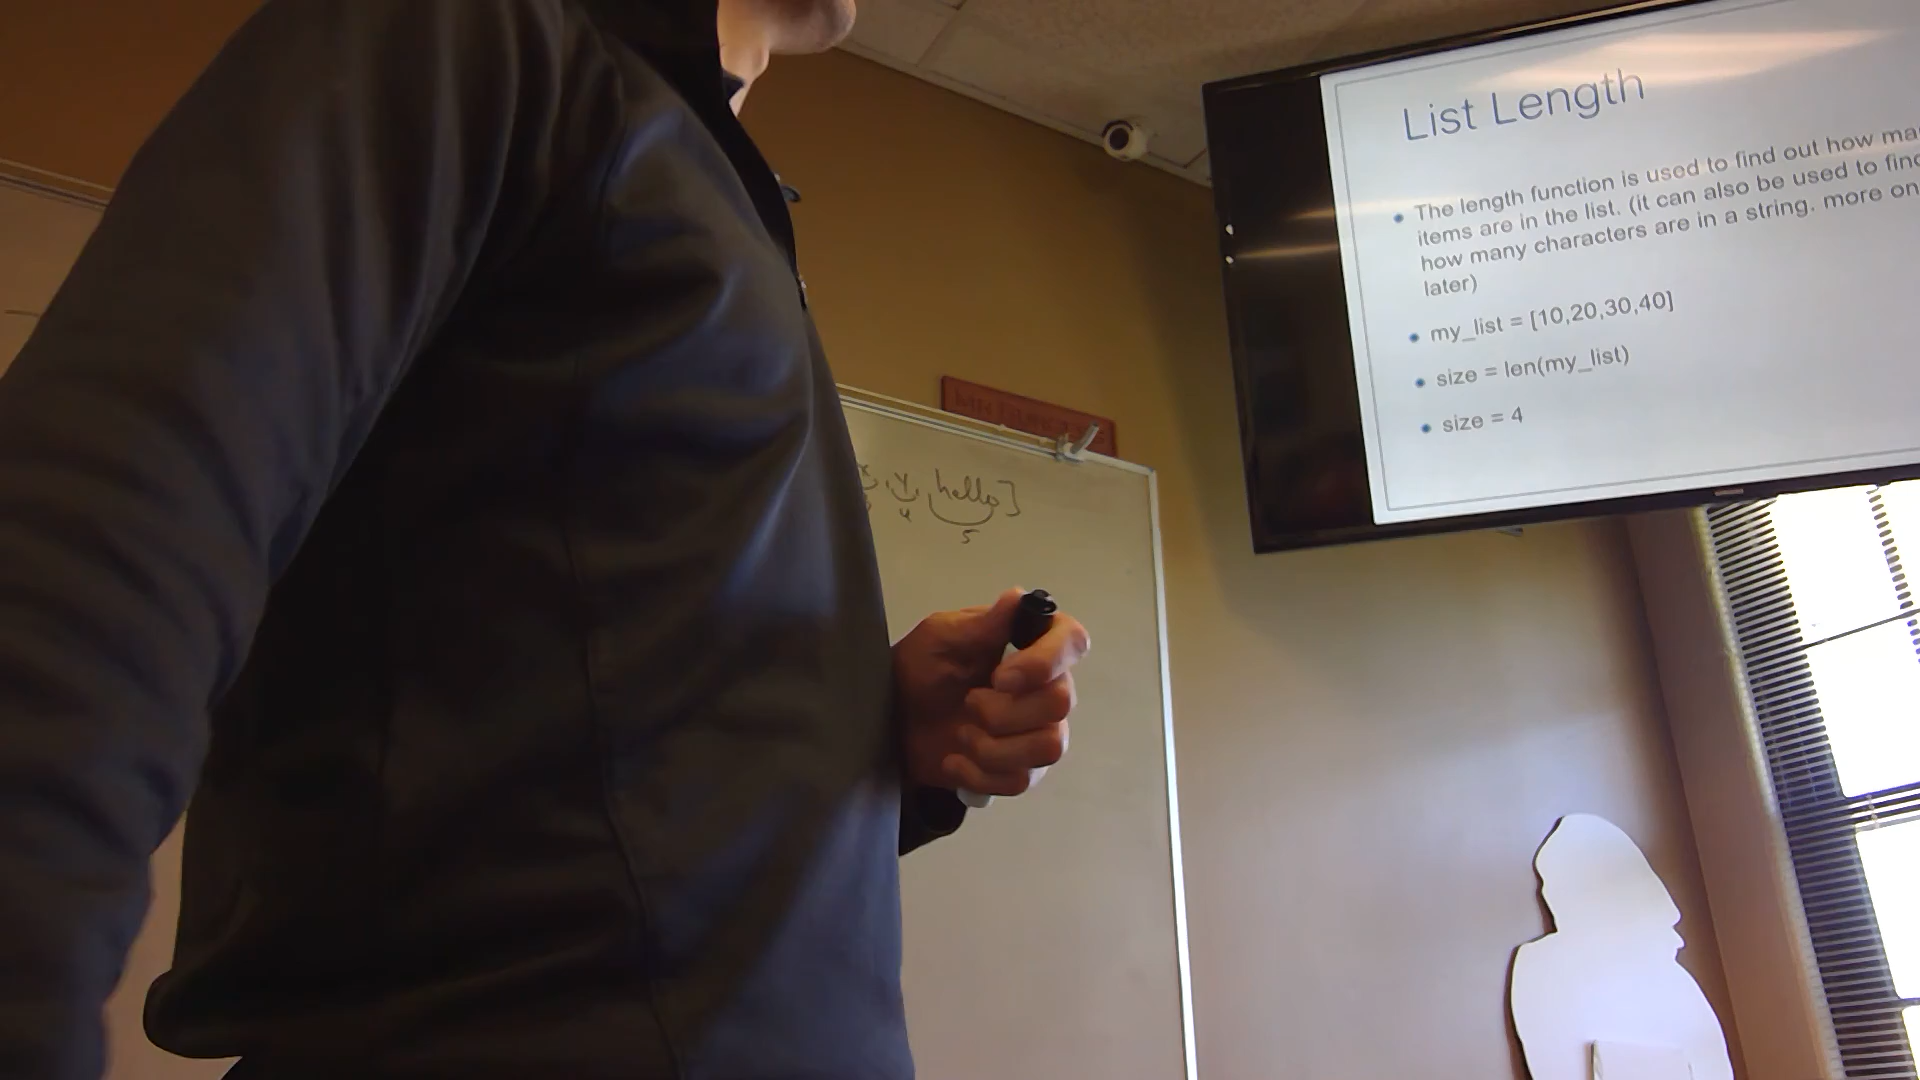 List Length
The length function is used to find out how
items are in the list. (it can also be used to find
how many characters are in a string. more on
later)
my_list = [10,20,30,40]
size = len(my_list)
size = 4
, y, hello]
4
5